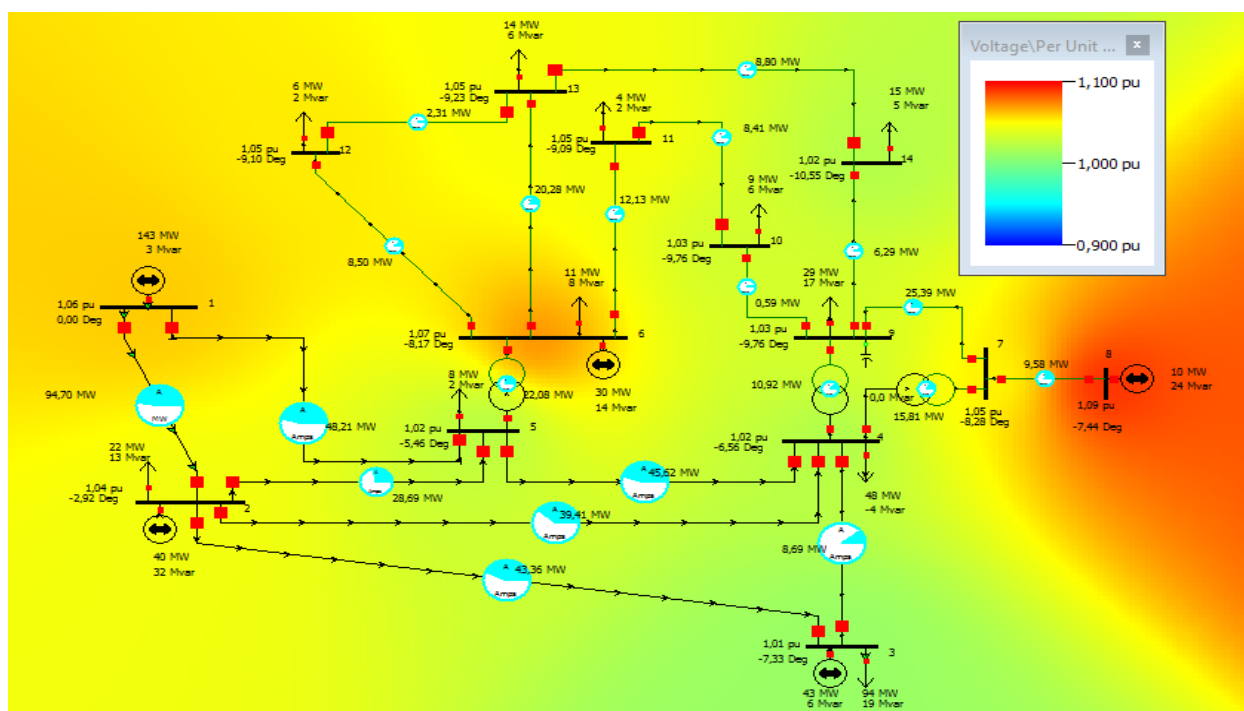 Voltage\Per Unit ...
x
1,100 pu
1,000 pu
0,900 pu
14 MW
6 Mvar
1,05 pu
-9,23 Deg
13
8,80 MW
6 MW
2 Mvar
2,31 MW
4 MW
2 Mvar
15 MW
5 Mvar
1,05 pu
-9,10 Deg
12
1,05 pu
-9,09 Deg
11
8,41 MW
1,02 pu
-10,55 Deg
14
20,28 MW
12,13 MW
9 MW
6 Mvar
143 MW
3 Mvar
8,50 MW
1,03 pu
-9,76 Deg
10
6,29 MW
11 MW
8 Mvar
29 MW
17 Mvar
1,06 pu
0,00 Deg
1
0,59 MW
25,39 MW
1,07 pu
-8,17 Deg
6
1,03 pu
-9,76 Deg
9
7
9,58 MW
8
10 MW
24 Mvar
8 MW
2 Mvar
22,08 MW
30 MW
14 Mvar
10,92 MW
0,0 Mvar
15,81 MW
1,05 pu
-8,28 Deg
1,09 pu
-7,44 Deg
94,70 MW
A
MW
A
Amps
48,21 MW
1,02 pu
-5,46 Deg
5
1,02 pu
-6,56 Deg
4
22 MW
13 Mvar
1,04 pu
-2,92 Deg
2
A
28,69 MW
A
Amps
45,62 MW
48 MW
-4 Mvar
A
Amps
39,41 MW
40 MW
32 Mvar
A
Amps
43,36 MW
8,69 MW
A
Amps
1,01 pu
-7,33 Deg
3
43 MW
6 Mvar
94 MW
19 Mvar